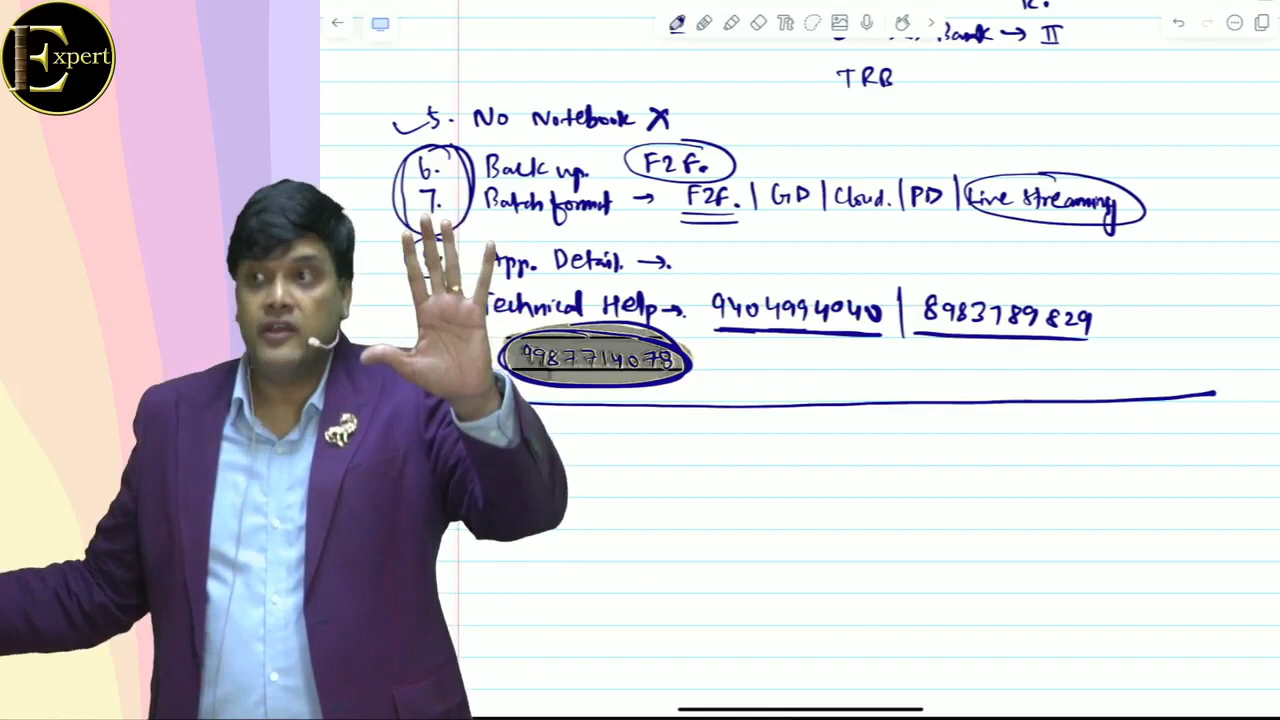 Expert
Bank → II
TRB
5. No Notebook X
6. Back up. F2F.
7. Batch format → F2F. | GD | Cloud. | PD | Live Streaming
App. Detail. →.
Technical Help → 9404994040 | 8983789829
9987714078